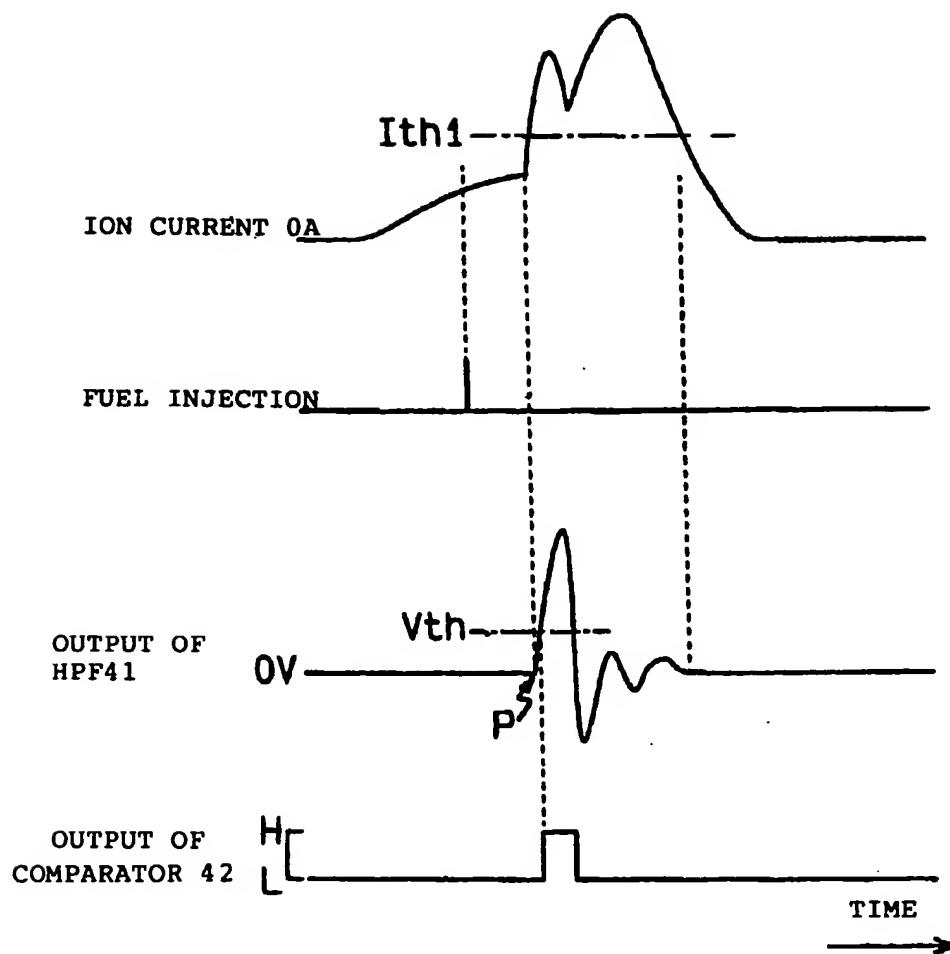 Ith1
ION CURRENT 0A
FUEL INJECTION
Vth
OUTPUT OF
HPF41
0V
P
OUTPUT OF
COMPARATOR 42
H
L
TIME